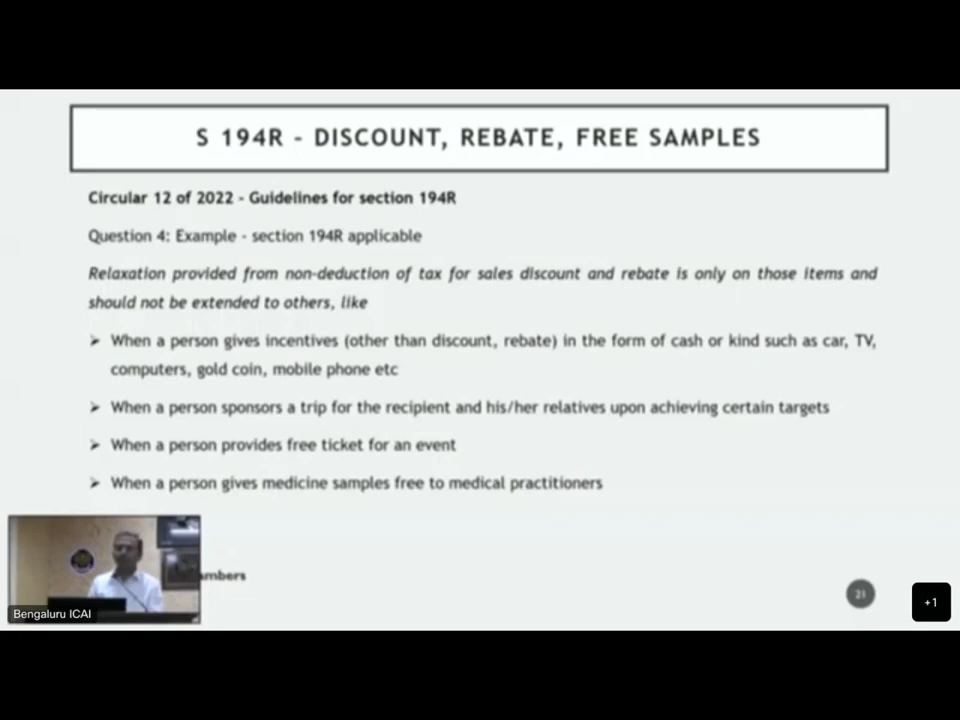 S 194R - DISCOUNT, REBATE, FREE SAMPLES
Circular 12 of 2022 - Guidelines for section 194R
Question 4: Example - section 194R applicable
Relaxation provided from non-deduction of tax for sales discount and rebate is only on those items and
should not be extended to others, like
➤ When a person gives incentives (other than discount, rebate) in the form of cash or kind such as car, TV,
computers, gold coin, mobile phone etc
➤ When a person sponsors a trip for the recipient and his/her relatives upon achieving certain targets
➤ When a person provides free ticket for an event
➤ When a person gives medicine samples free to medical practitioners
ambers
Bengaluru ICAI
21
+1